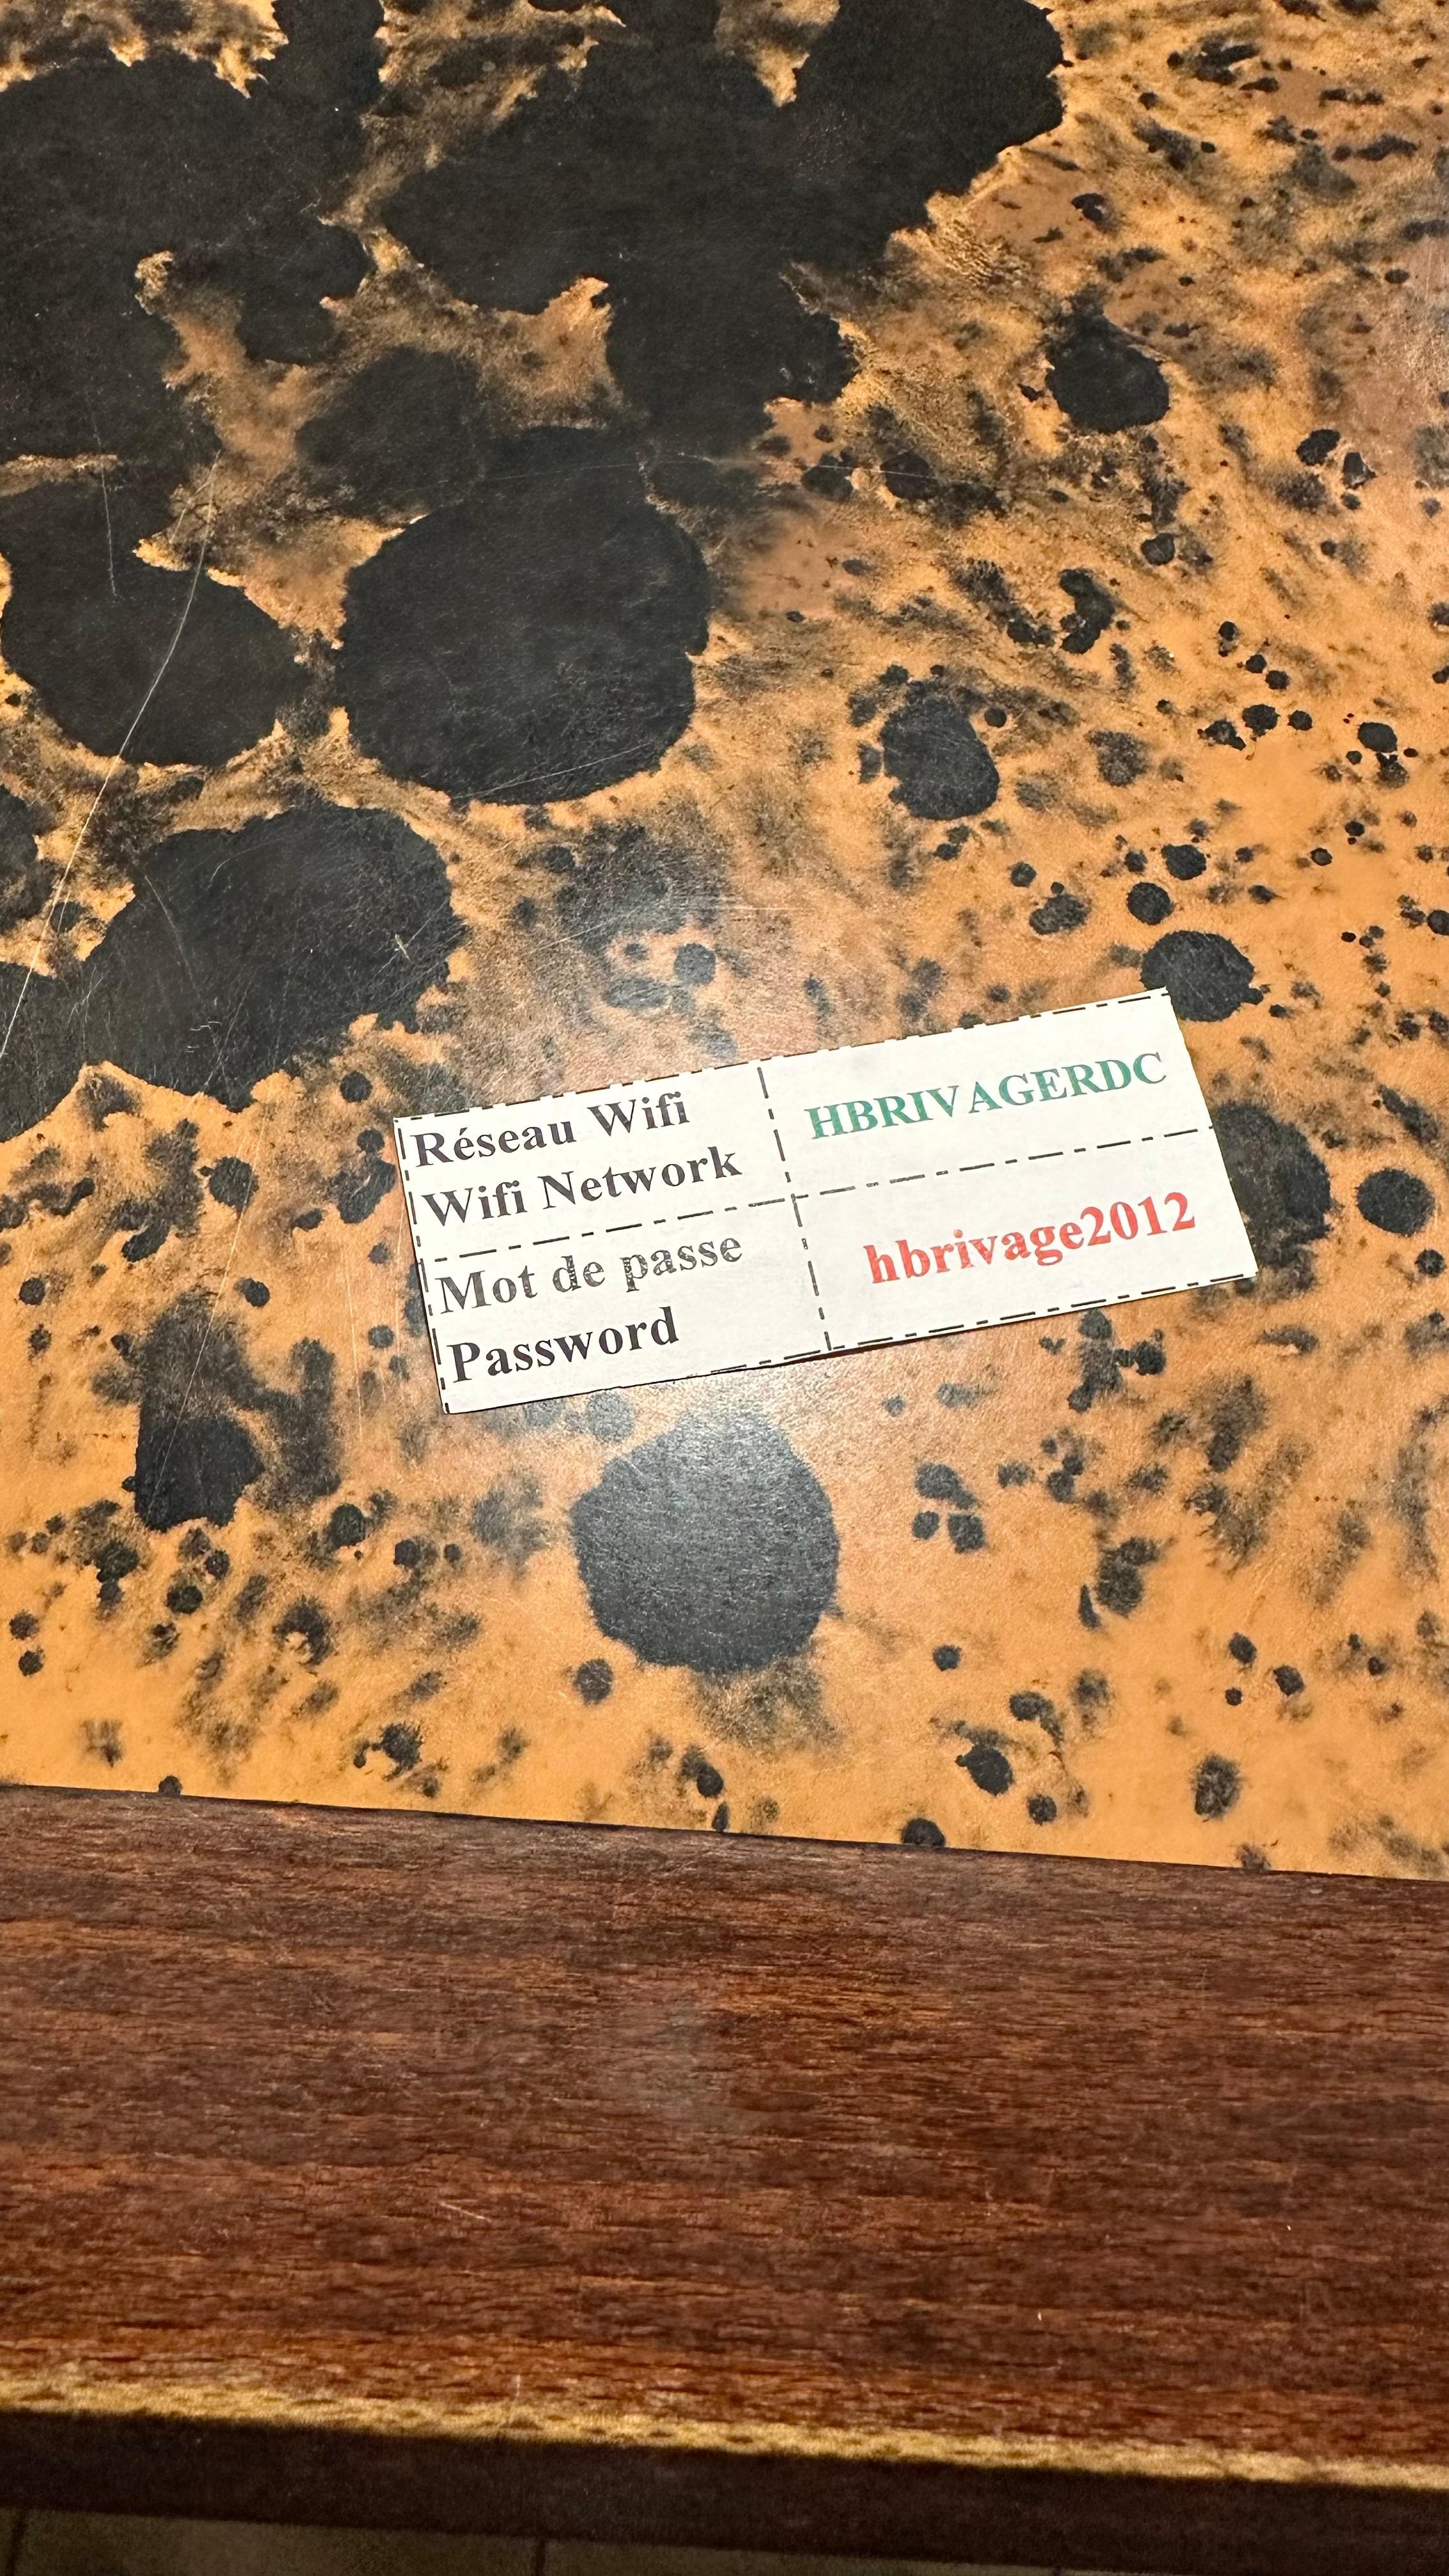 Réseau Wifi
Wifi Network
HBRIVAGERDC
Mot de passe
Password
hbrivage2012